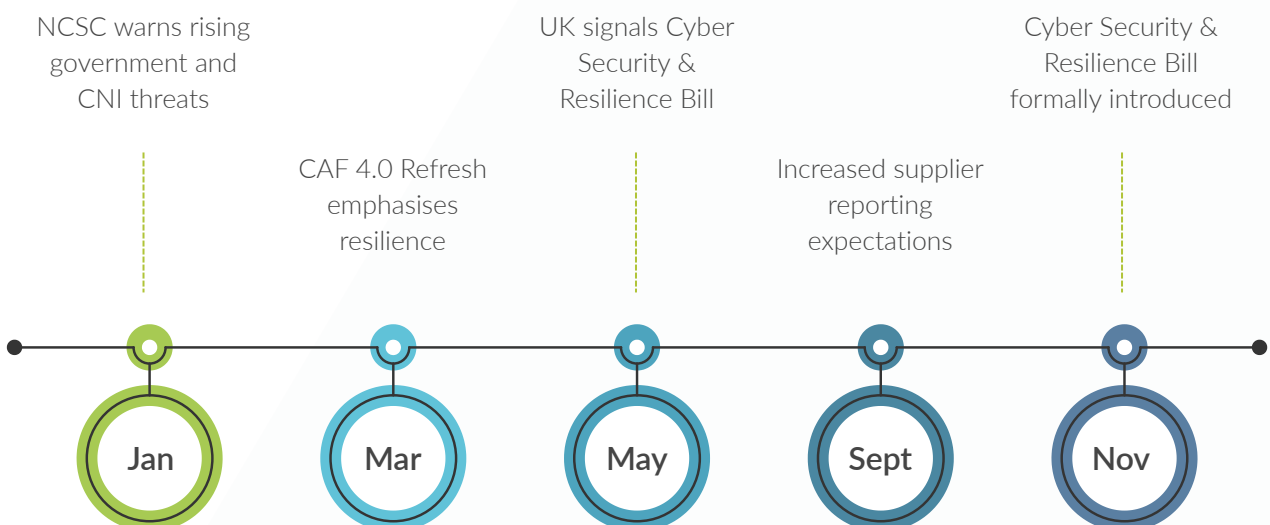 NCSC warns rising
government and
CNI threats
CAF 4.0 Refresh
emphasises
resilience
UK signals Cyber
Security &
Resilience Bill
Increased supplier
reporting
expectations
Cyber Security &
Resilience Bill
formally introduced
Jan
Mar
May
Sept
Nov